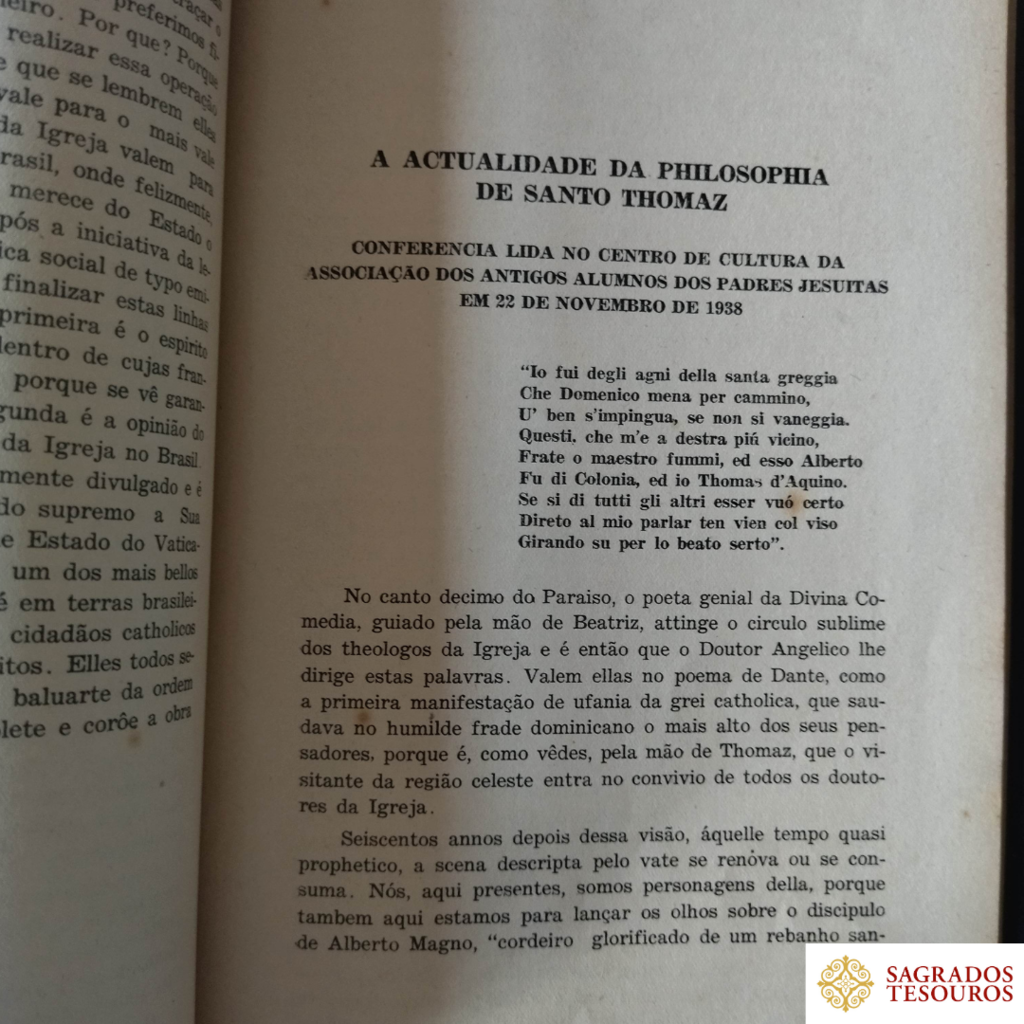 preferimos fi-
eiro. Por que? Porque
realizar essa operação
e que se lembrem elles
vale para o mais vale
da Igreja valem para
rasil, onde felizmente,
merece do Estado o
pós a iniciativa da le-
ica social de typo emi-
finalizar estas linhas
primeira é o espirito
lentro de cujas fran-
porque se vê garan-
gunda é a opinião do
da Igreja no Brasil
mente divulgado e é
do supremo a Sua
e Estado do Vatica-
um dos mais bellos
é em terras brasilei-
cidadãos catholicos
itos. Elles todos se-
baluarte da ordem
lete e corôe a obra
A ACTUALIDADE DA PHILOSOPHIA
DE SANTO THOMAZ
CONFERENCIA LIDA NO CENTRO DE CULTURA DA
ASSOCIAÇÃO DOS ANTIGOS ALUMNOS DOS PADRES JESUITAS
EM 22 DE NOVEMBRO DE 1938
"Io fui degli agni della santa greggia
Che Domenico mena per cammino,
U' ben s'impingua, se non si vaneggia.
Questi, che m'e a destra piú vicino,
Frate o maestro fummi, ed esso Alberto
Fu di Colonia, ed io Thomas d'Aquino.
Se si di tutti gli altri esser vuó certo
Direto al mio parlar ten vien col viso
Girando su per lo beato serto".
No canto decimo do Paraiso, o poeta genial da Divina Co-
media, guiado pela mão de Beatriz, attinge o circulo sublime
dos theologos da Igreja e é então que o Doutor Angelico lhe
dirige estas palavras. Valem ellas no poema de Dante, como
a primeira manifestação de ufania da grei catholica, que sau-
dava no humilde frade dominicano o mais alto dos seus pen-
sadores, porque é, como vêdes, pela mão de Thomaz, que o vi-
sitante da região celeste entra no convivio de todos os douto-
res da Igreja.
Seiscentos annos depois dessa visão, áquelle tempo quasi
prophetico, a scena descripta pelo vate se renóva ou se con-
suma. Nós, aqui presentes, somos personagens della, porque
tambem aqui estamos para lançar os olhos sobre o discipulo
de Alberto Magno, "cordeiro glorificado de um rebanho san-
SAGRADOS
TESOUROS